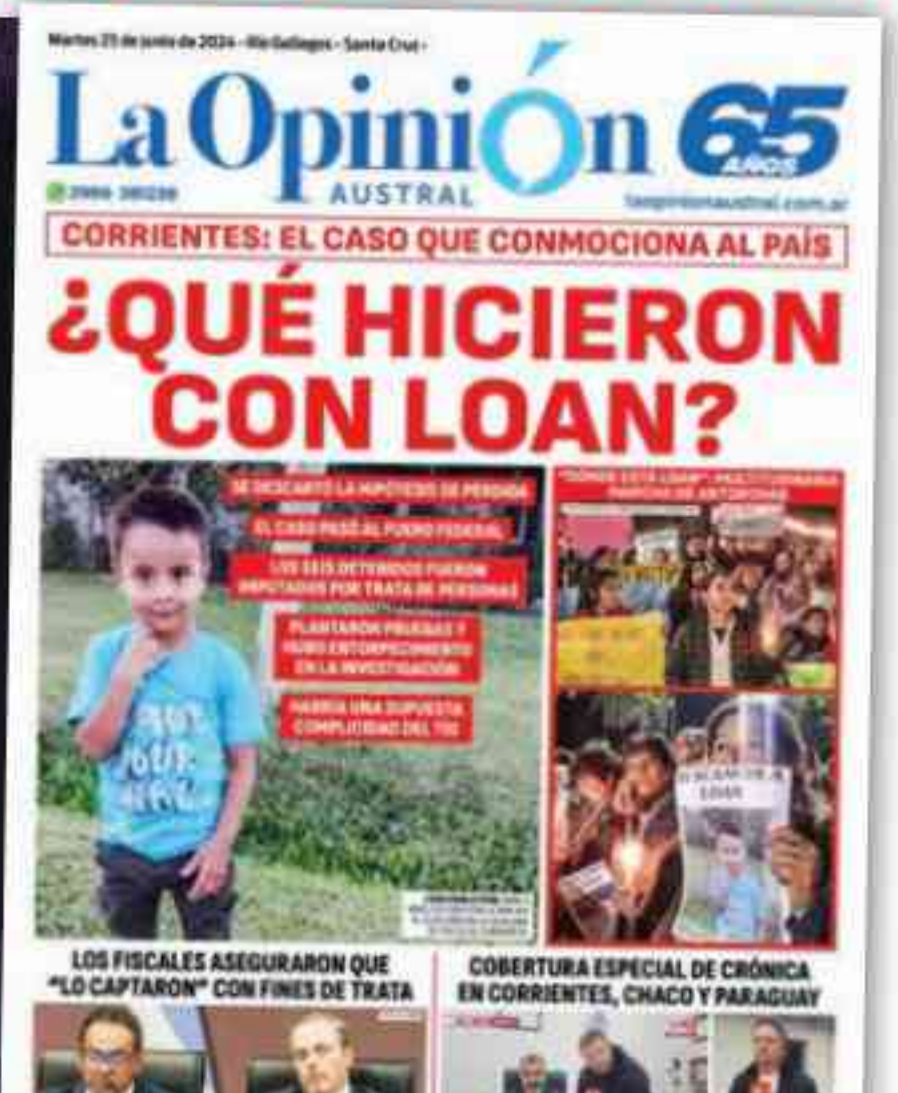 Martes 25 de junio de 2024 - Río Gallegos - Santa Cruz -
La Opinión
AUSTRAL
65
AÑOS
laopinionaustral.com.ar
CORRIENTES: EL CASO QUE CONMOCIONA AL PAÍS
¿QUÉ HICIERON
CON LOAN?
SE DESCARTÓ LA HIPÓTESIS DE PÉRDIDA
EL CASO PASÓ AL FUERO FEDERAL
LOS SEIS DETENIDOS FUERON
IMPUTADOS POR TRATA DE PERSONAS
PLANTARON PRUEBAS Y
HUBO ENTORPECIMIENTO
EN LA INVESTIGACIÓN
HABRÍA UNA SUPUESTA
COMPLICIDAD DEL TÍO
MARCHA DE ANTORCHAS
LOAN
LOS FISCALES ASEGURARON QUE
"LO CAPTARON" CON FINES DE TRATA
COBERTURA ESPECIAL DE CRÓNICA
EN CORRIENTES, CHACO Y PARAGUAY